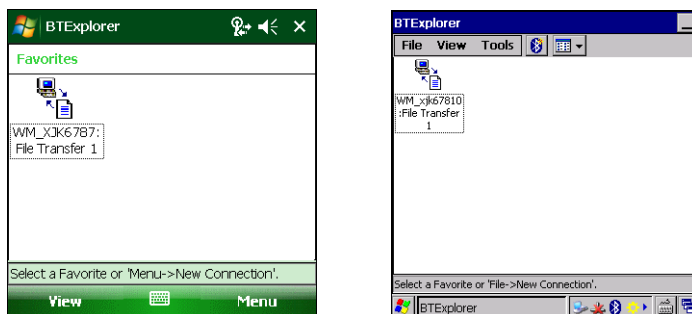 BTExplorer
Favorites
WM_XJK6787:
File Transfer 1
Select a Favorite or 'Menu->New Connection'.
View
Menu
BTExplorer
File View Tools
WM_xjk67810
:File Transfer
1
Select a Favorite or 'File->New Connection'.
BTExplorer